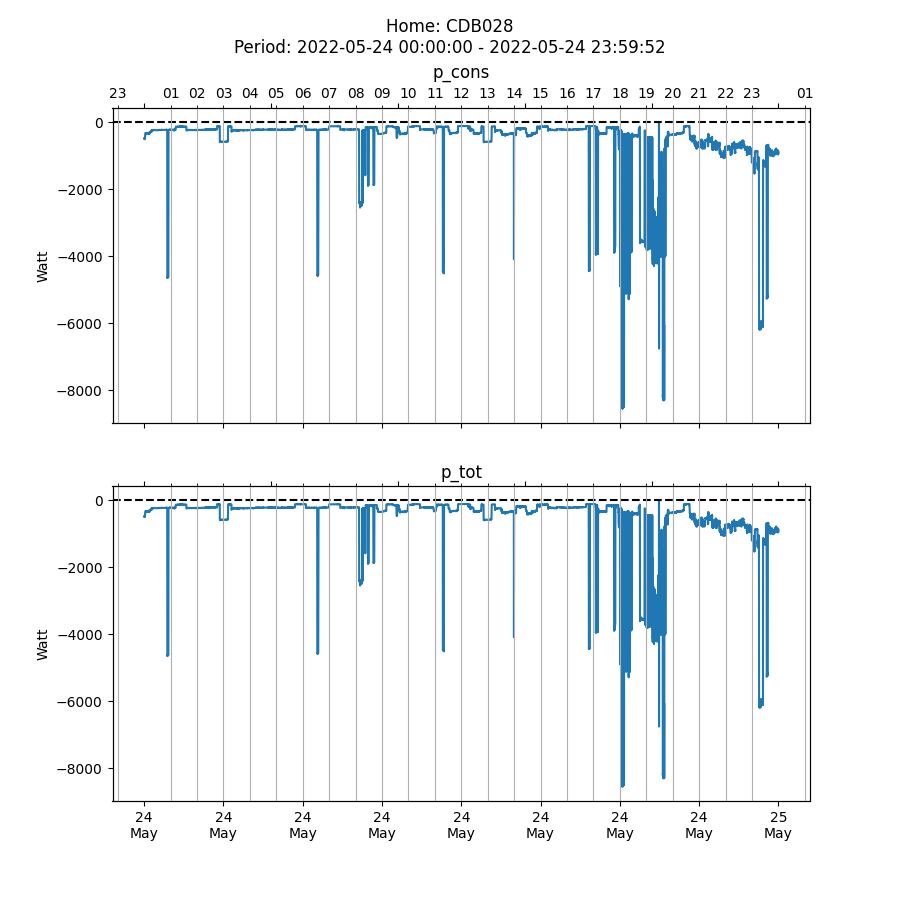 Home: CDB028
Period: 2022-05-24 00:00:00 - 2022-05-24 23:59:52
p_cons
23 01 02 03 04 05 06 07 08 09 10 11 12 13 14 15 16 17 18 19 20 21 22 23 01
0
−2000
−4000
−6000
−8000
Watt
p_tot
0
−2000
−4000
−6000
−8000
Watt
24 24 24 24 24 24 24 24 25
May May May May May May May May May